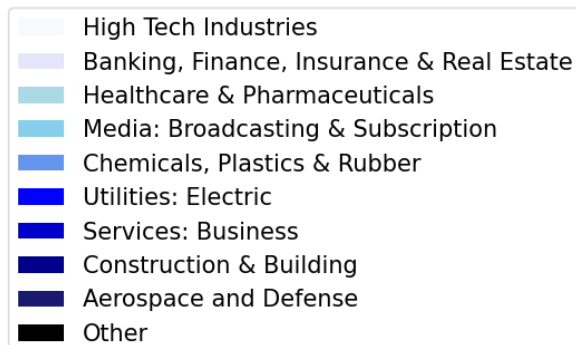 High Tech Industries
Banking, Finance, Insurance & Real Estate
Healthcare & Pharmaceuticals
Media: Broadcasting & Subscription
Chemicals, Plastics & Rubber
Utilities: Electric
Services: Business
Construction & Building
Aerospace and Defense
Other